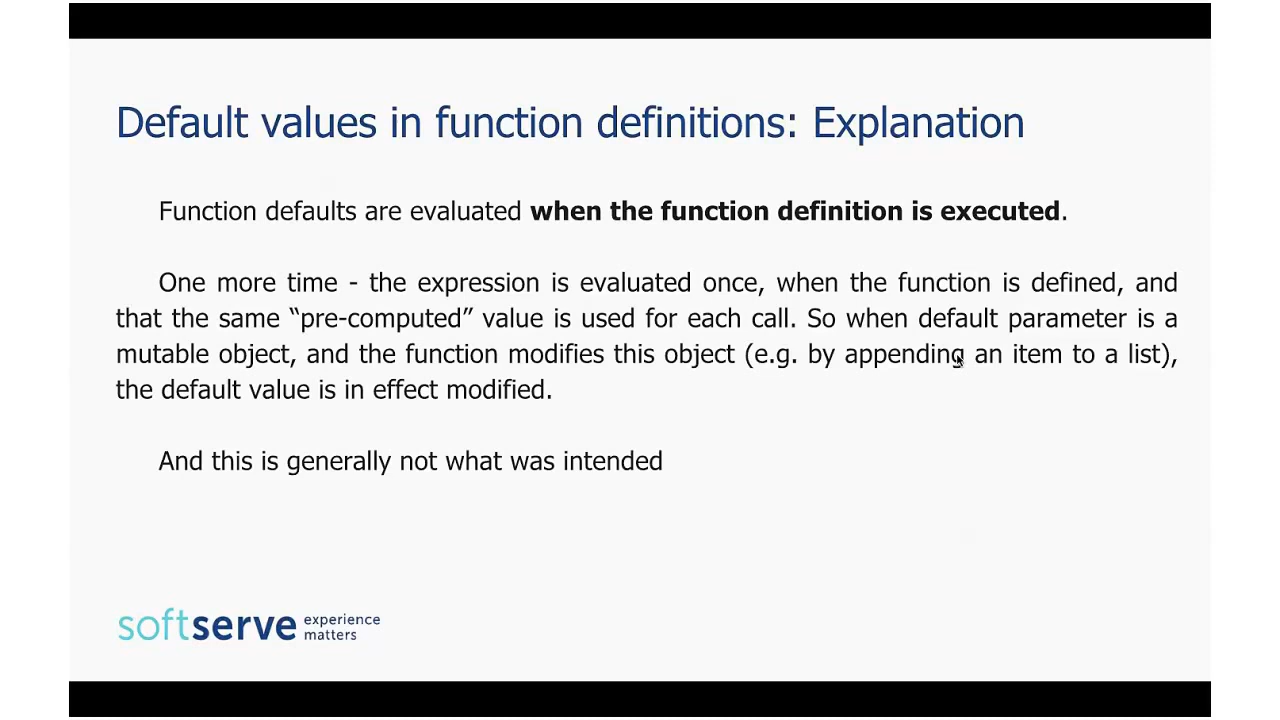 Default values in function definitions: Explanation
Function defaults are evaluated when the function definition is executed.
One more time - the expression is evaluated once, when the function is defined, and
that the same “pre-computed” value is used for each call. So when default parameter is a
mutable object, and the function modifies this object (e.g. by appending an item to a list),
the default value is in effect modified.
And this is generally not what was intended
softserve experience
matters